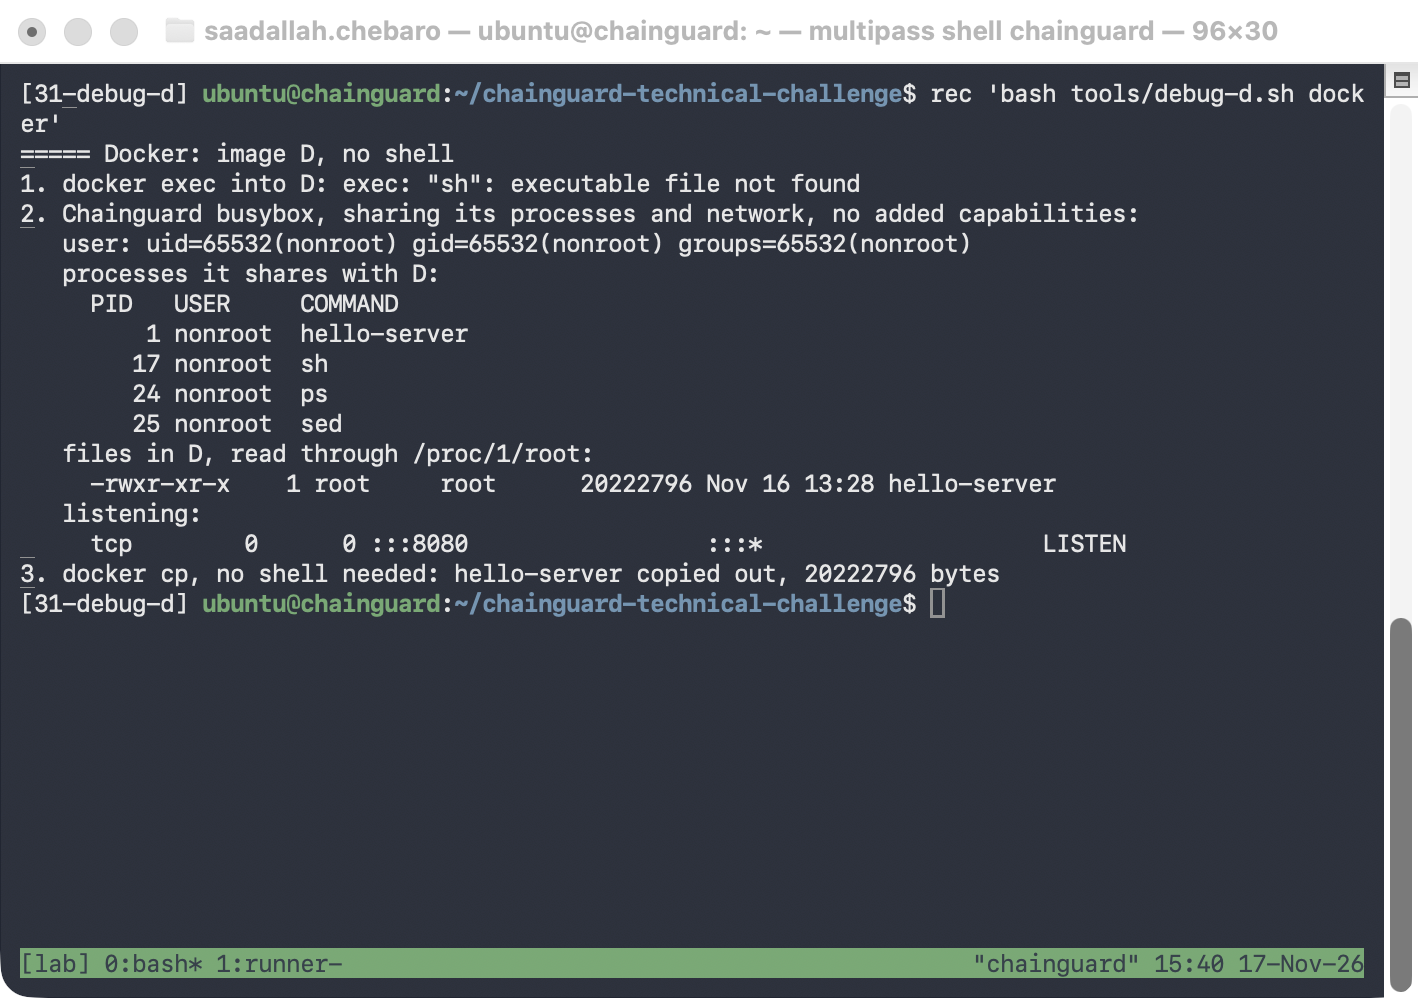 saadallah.chebaro — ubuntu@chainguard: ~ — multipass shell chainguard — 96×30
[31-debug-d] ubuntu@chainguard:~/chainguard-technical-challenge$ rec 'bash tools/debug-d.sh dock
er'
===== Docker: image D, no shell
1. docker exec into D: exec: "sh": executable file not found
2. Chainguard busybox, sharing its processes and network, no added capabilities:
   user: uid=65532(nonroot) gid=65532(nonroot) groups=65532(nonroot)
   processes it shares with D:
     PID   USER     COMMAND
         1 nonroot  hello-server
        17 nonroot  sh
        24 nonroot  ps
        25 nonroot  sed
   files in D, read through /proc/1/root:
     -rwxr-xr-x    1 root     root      20222796 Nov 16 13:28 hello-server
   listening:
     tcp        0      0 :::8080                 :::*                    LISTEN
3. docker cp, no shell needed: hello-server copied out, 20222796 bytes
[31-debug-d] ubuntu@chainguard:~/chainguard-technical-challenge$
[lab] 0:bash* 1:runner- "chainguard" 15:40 17-Nov-26